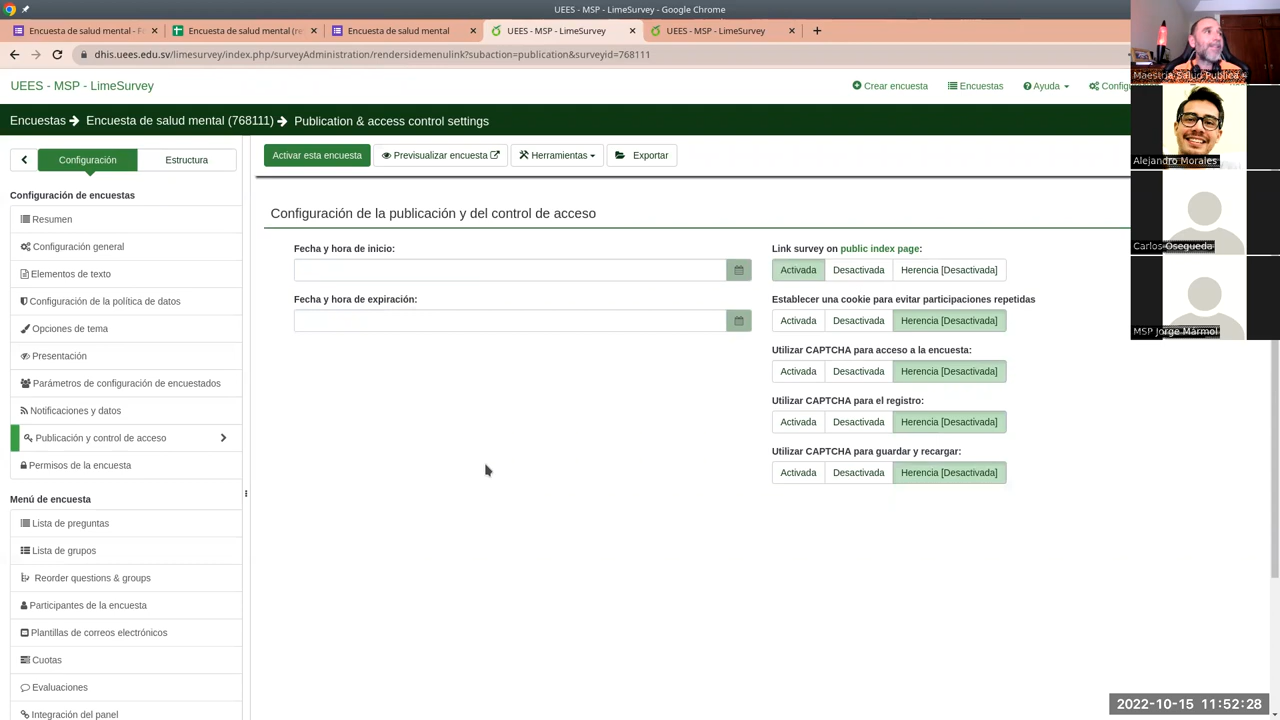 UEES - MSP - LimeSurvey - Google Chrome
Encuesta de salud mental - F
Encuesta de salud mental (re
Encuesta de salud mental
UEES - MSP - LimeSurvey
UEES - MSP - LimeSurvey
dhis.uees.edu.sv/limesurvey/index.php/surveyAdministration/rendersidemenulink?subaction=publication&surveyid=768111
UEES - MSP - LimeSurvey
Crear encuesta
Encuestas
Ayuda
Configu
Encuestas → Encuesta de salud mental (768111) → Publication & access control settings
Configuración
Estructura
Activar esta encuesta
Previsualizar encuesta
Herramientas
Exportar
Configuración de encuestas
Resumen
Configuración general
Elementos de texto
Configuración de la política de datos
Opciones de tema
Presentación
Parámetros de configuración de encuestados
Notificaciones y datos
Publicación y control de acceso
Permisos de la encuesta
Menú de encuesta
Lista de preguntas
Lista de grupos
Reorder questions & groups
Participantes de la encuesta
Plantillas de correos electrónicos
Cuotas
Evaluaciones
Integración del panel
Configuración de la publicación y del control de acceso
Fecha y hora de inicio:
Fecha y hora de expiración:
Link survey on public index page:
Activada Desactivada Herencia [Desactivada]
Establecer una cookie para evitar participaciones repetidas
Activada Desactivada Herencia [Desactivada]
Utilizar CAPTCHA para acceso a la encuesta:
Activada Desactivada Herencia [Desactivada]
Utilizar CAPTCHA para el registro:
Activada Desactivada Herencia [Desactivada]
Utilizar CAPTCHA para guardar y recargar:
Activada Desactivada Herencia [Desactivada]
Maestria Salud Publica
Alejandro Morales
Carlos Osegueda
MSP Jorge Mármol
2022-10-15 11:52:28